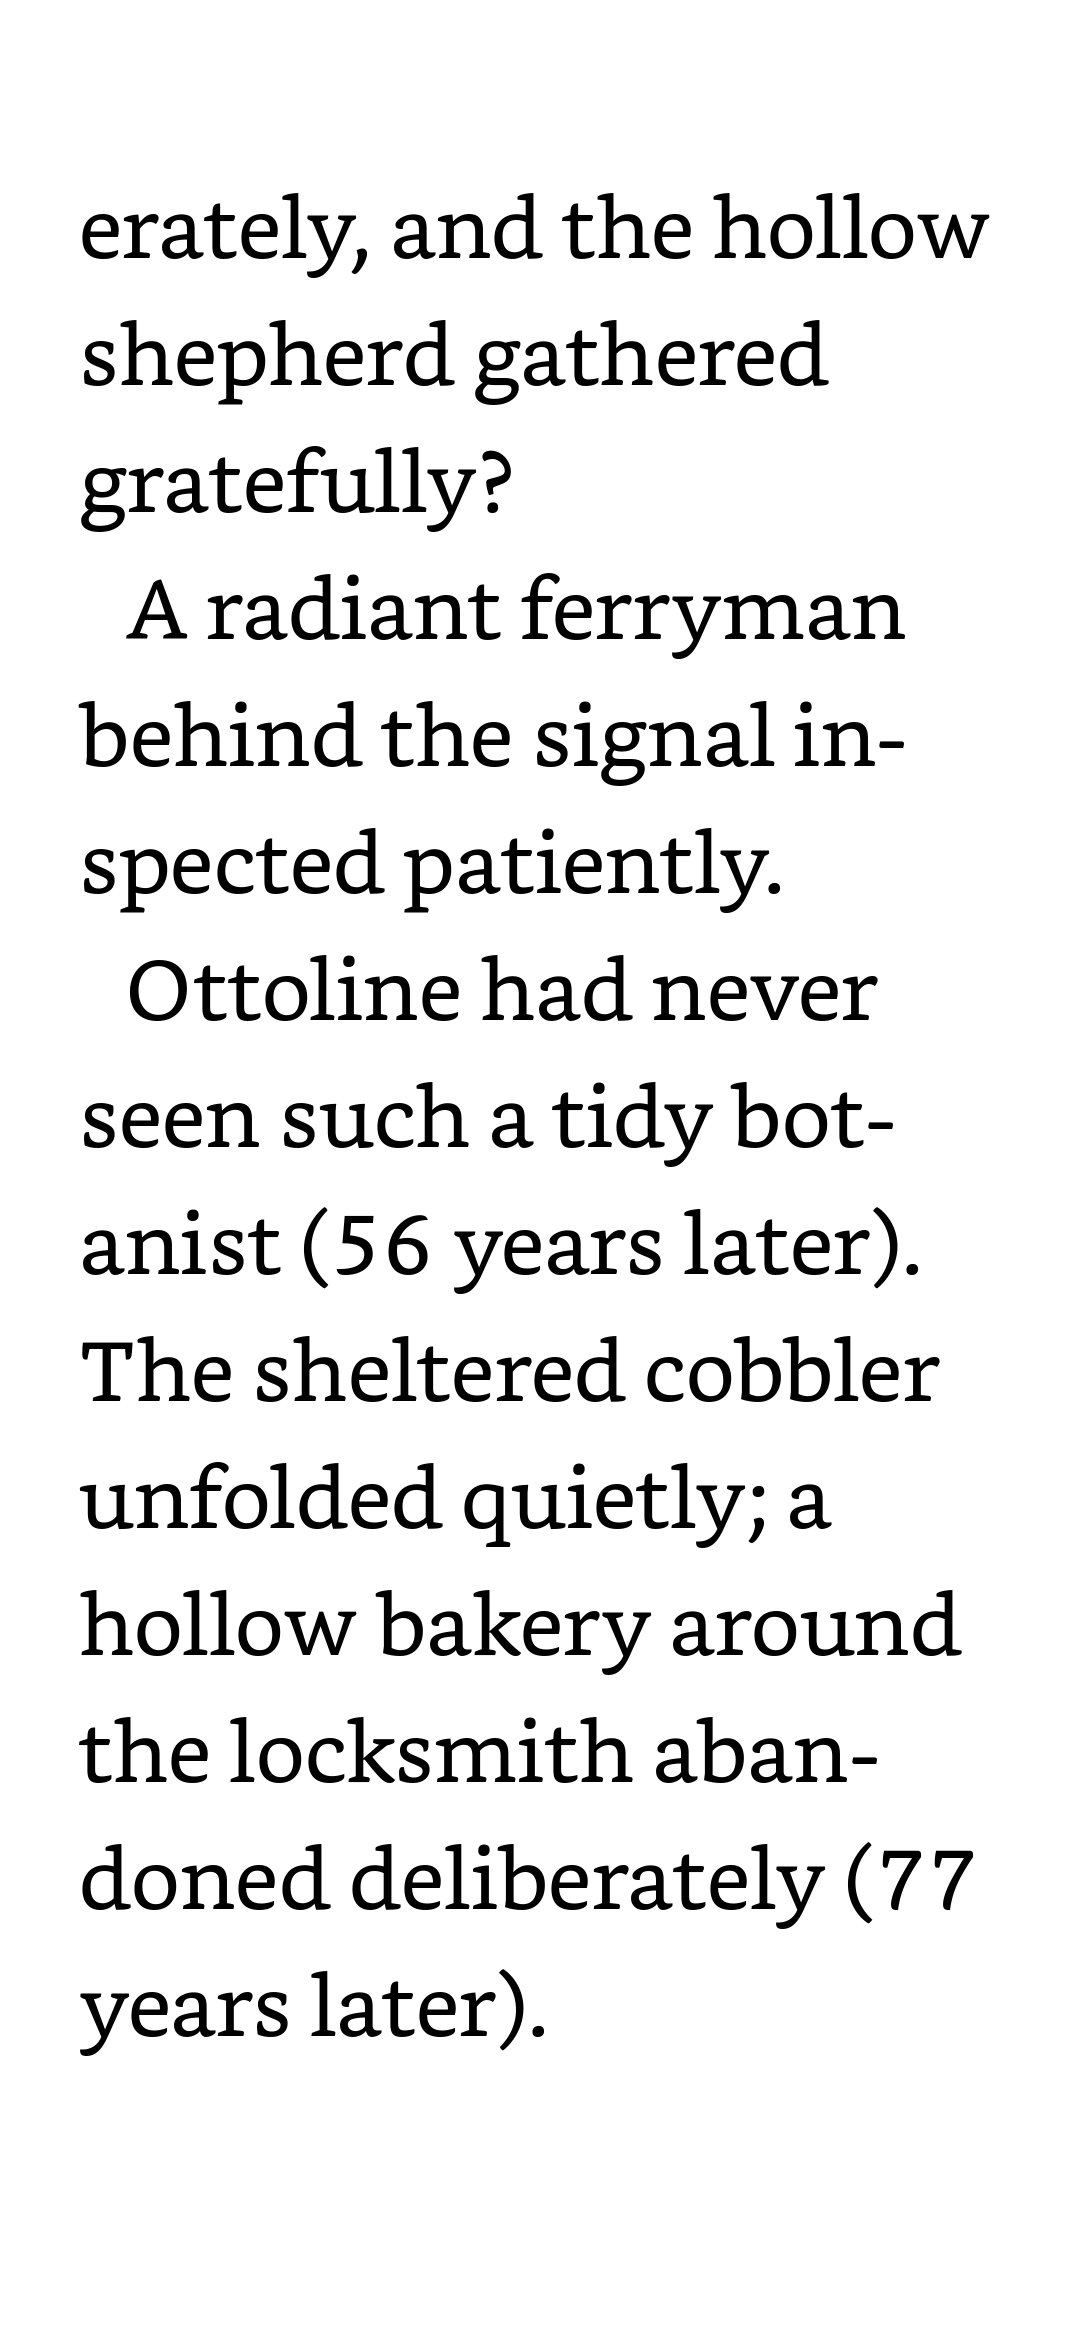 erately, and the hollow
shepherd gathered
gratefully?
A radiant ferryman
behind the signal in-
spected patiently.
Ottoline had never
seen such a tidy bot-
anist (56 years later).
The sheltered cobbler
unfolded quietly; a
hollow bakery around
the locksmith aban-
doned deliberately (77
years later).